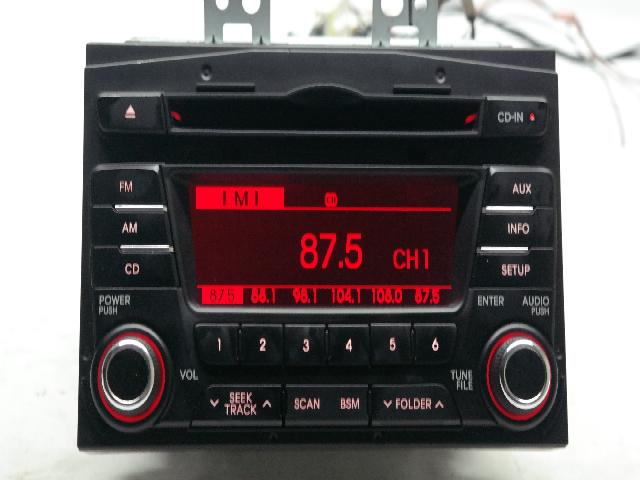 CD-IN
FM
AUX
AM
INFO
CD
SETUP
87.5 CH1
87.5 88.1 98.1 104.1 106.0 87.5
POWER
PUSH
ENTER
AUDIO
PUSH
1 2 3 4 5 6
VOL
TUNE
FILE
SEEK
TRACK
SCAN
BSM
FOLDER